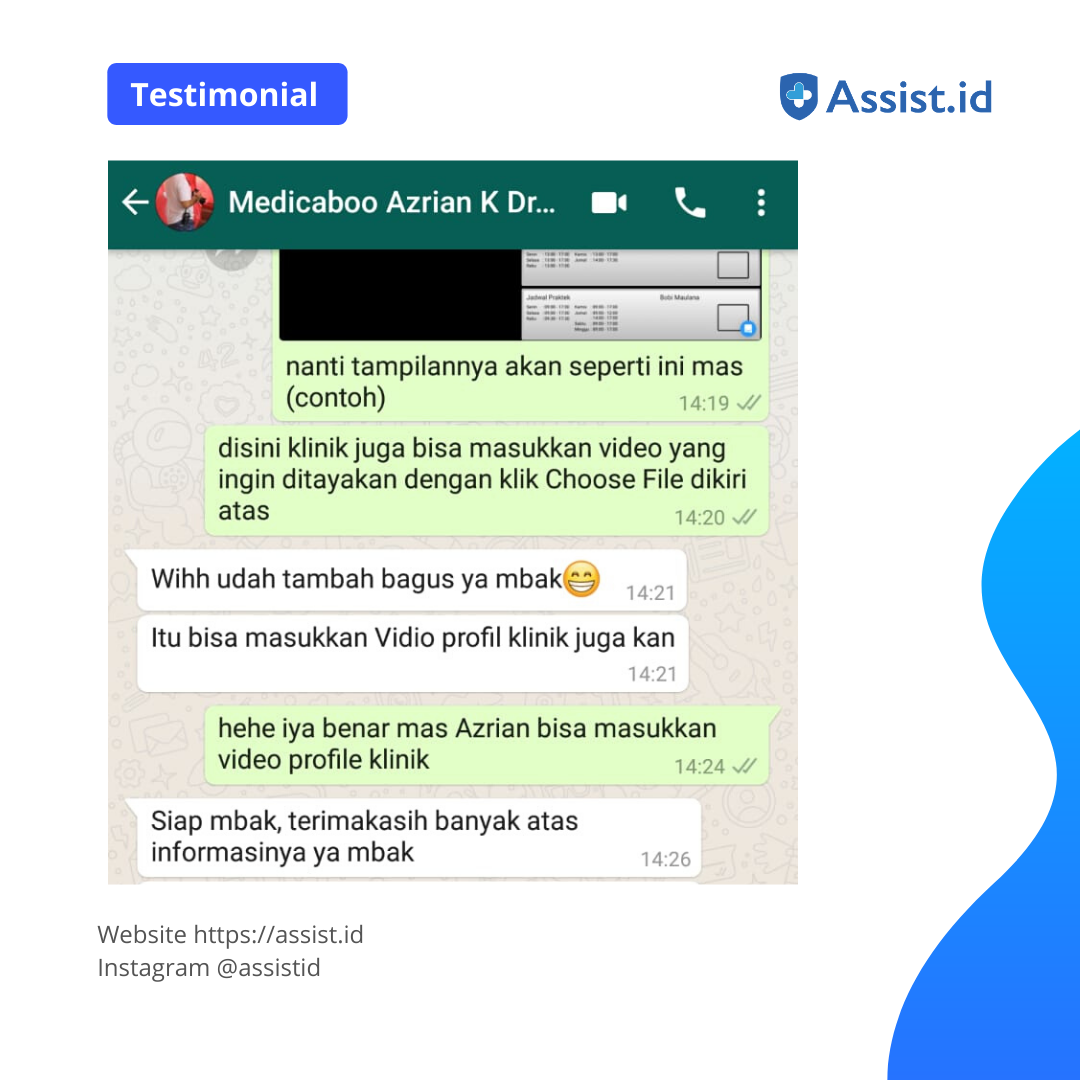 Testimonial
Assist.id
Medicaboo Azrian K Dr...
Jadwal Praktek Bobi Maulana
nanti tampilannya akan seperti ini mas
(contoh)
14:19
disini klinik juga bisa masukkan video yang
ingin ditayakan dengan klik Choose File dikiri
atas
14:20
Wihh udah tambah bagus ya mbak😁
14:21
Itu bisa masukkan Vidio profil klinik juga kan
14:21
hehe iya benar mas Azrian bisa masukkan
video profile klinik
14:24
Siap mbak, terimakasih banyak atas
informasinya ya mbak
14:26
Website https://assist.id
Instagram @assistid